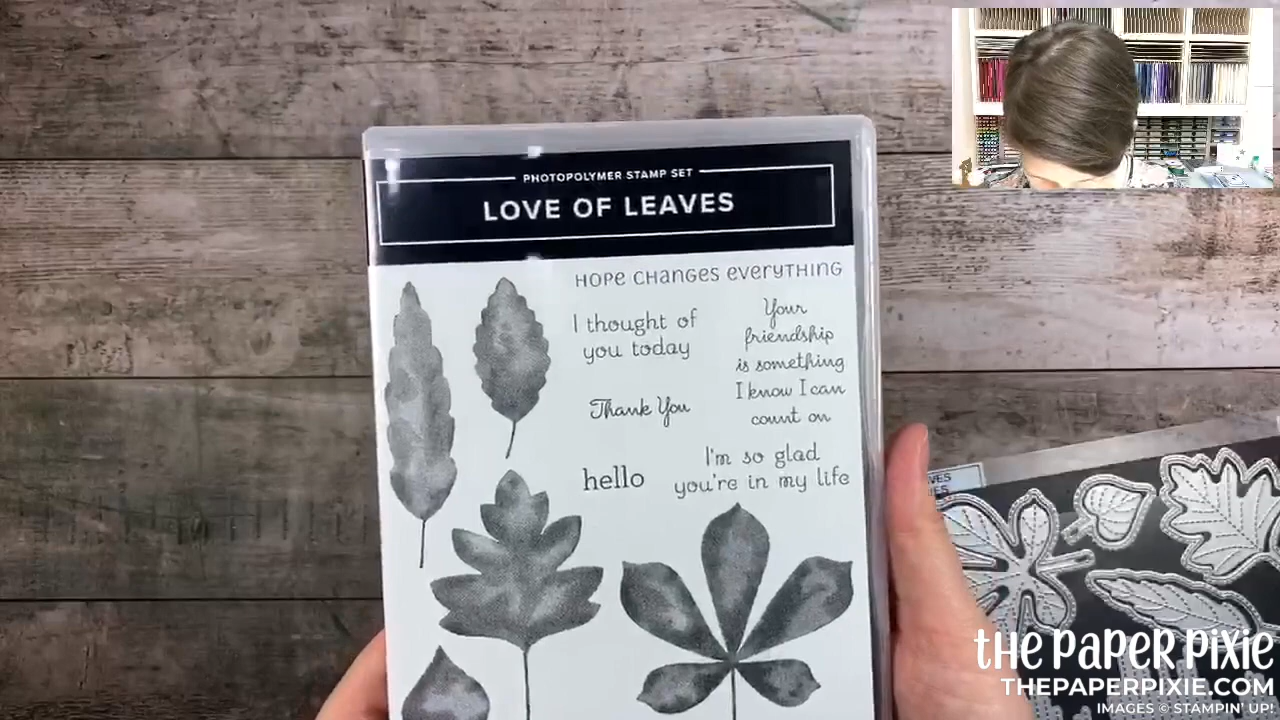 PHOTOPOLYMER STAMP SET
LOVE OF LEAVES
HOPE CHANGES EVERYTHING
I thought of
you today
Your
friendship
is something
I know I can
count on
Thank You
hello
I'm so glad
you're in my life
THE PAPER PIXIE
THEPAPERPIXIE.COM
IMAGES © STAMPIN' UP!